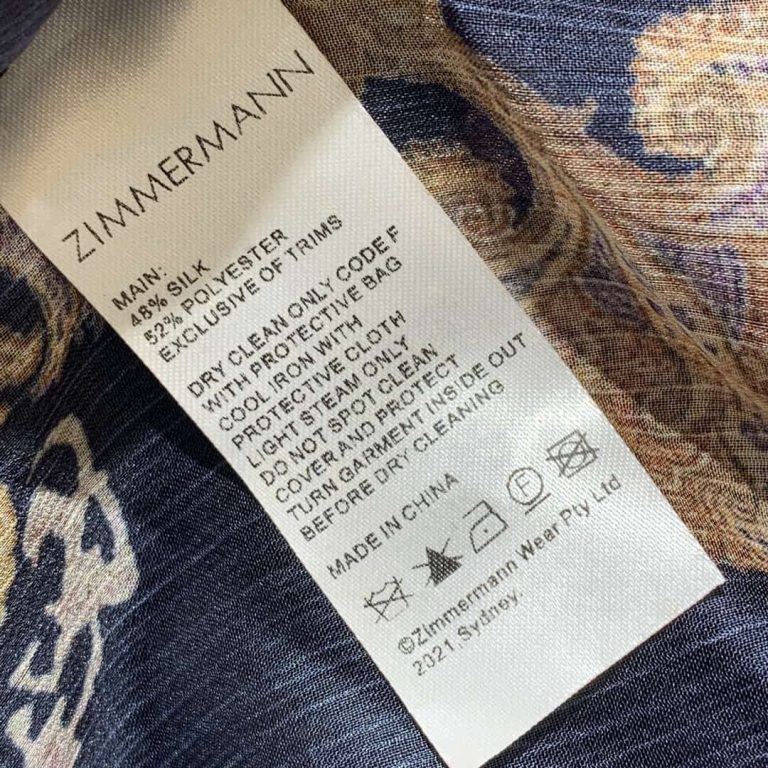 ZIMMERMANN
MAIN:
48% SILK
52% POLYESTER
EXCLUSIVE OF TRIMS
DRY CLEAN ONLY CODE F
WITH PROTECTIVE BAG
COOL IRON WITH
PROTECTIVE CLOTH
LIGHT STEAM ONLY
DO NOT SPOT CLEAN
COVER AND PROTECT
TURN GARMENT INSIDE OUT
BEFORE DRY CLEANING
MADE IN CHINA
F
©Zimmermann Wear Pty Ltd
2021.Sydney.